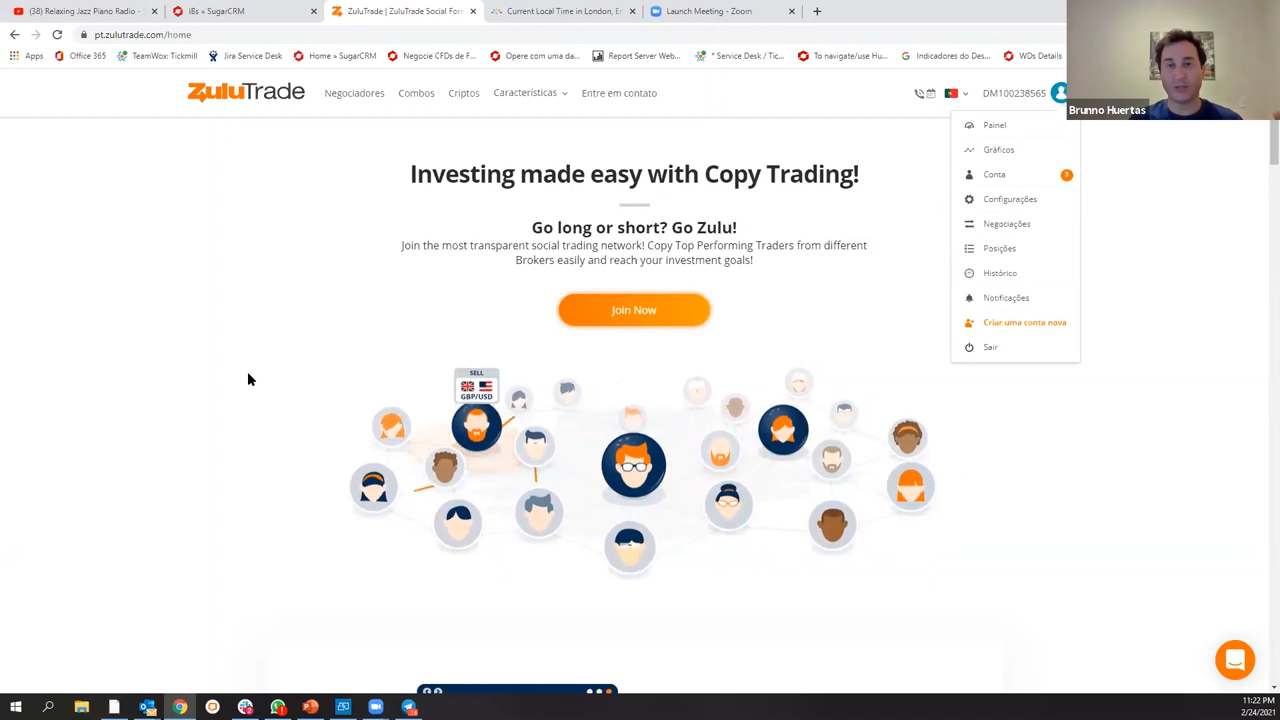 (38) Relaxing Jazz Piano Radio -
iBs » SugarCRM
ZuluTrade | ZuluTrade Social For
Current Local Time in London, En
Launch Meeting - Zoom
pt.zulutrade.com/home
Apps
Office 365
TeamWox: Tickmill
Jira Service Desk
Home » SugarCRM
Negocie CFDs de F...
Opere com uma da...
Report Server Web...
* Service Desk / Tic...
To navigate/use Hu...
Indicadores do Des...
WDs Details
Brunno Huertas
ZuluTrade
Negociadores
Combos
Criptos
Características
Entre em contato
DM100238565
Painel
Gráficos
Conta
3
Configurações
Negociações
Posições
Histórico
Notificações
Criar uma conta nova
Sair
Investing made easy with Copy Trading!
Go long or short? Go Zulu!
Join the most transparent social trading network! Copy Top Performing Traders from different
Brokers easily and reach your investment goals!
Join Now
SELL
GBP/USD
11:22 PM
2/24/2021